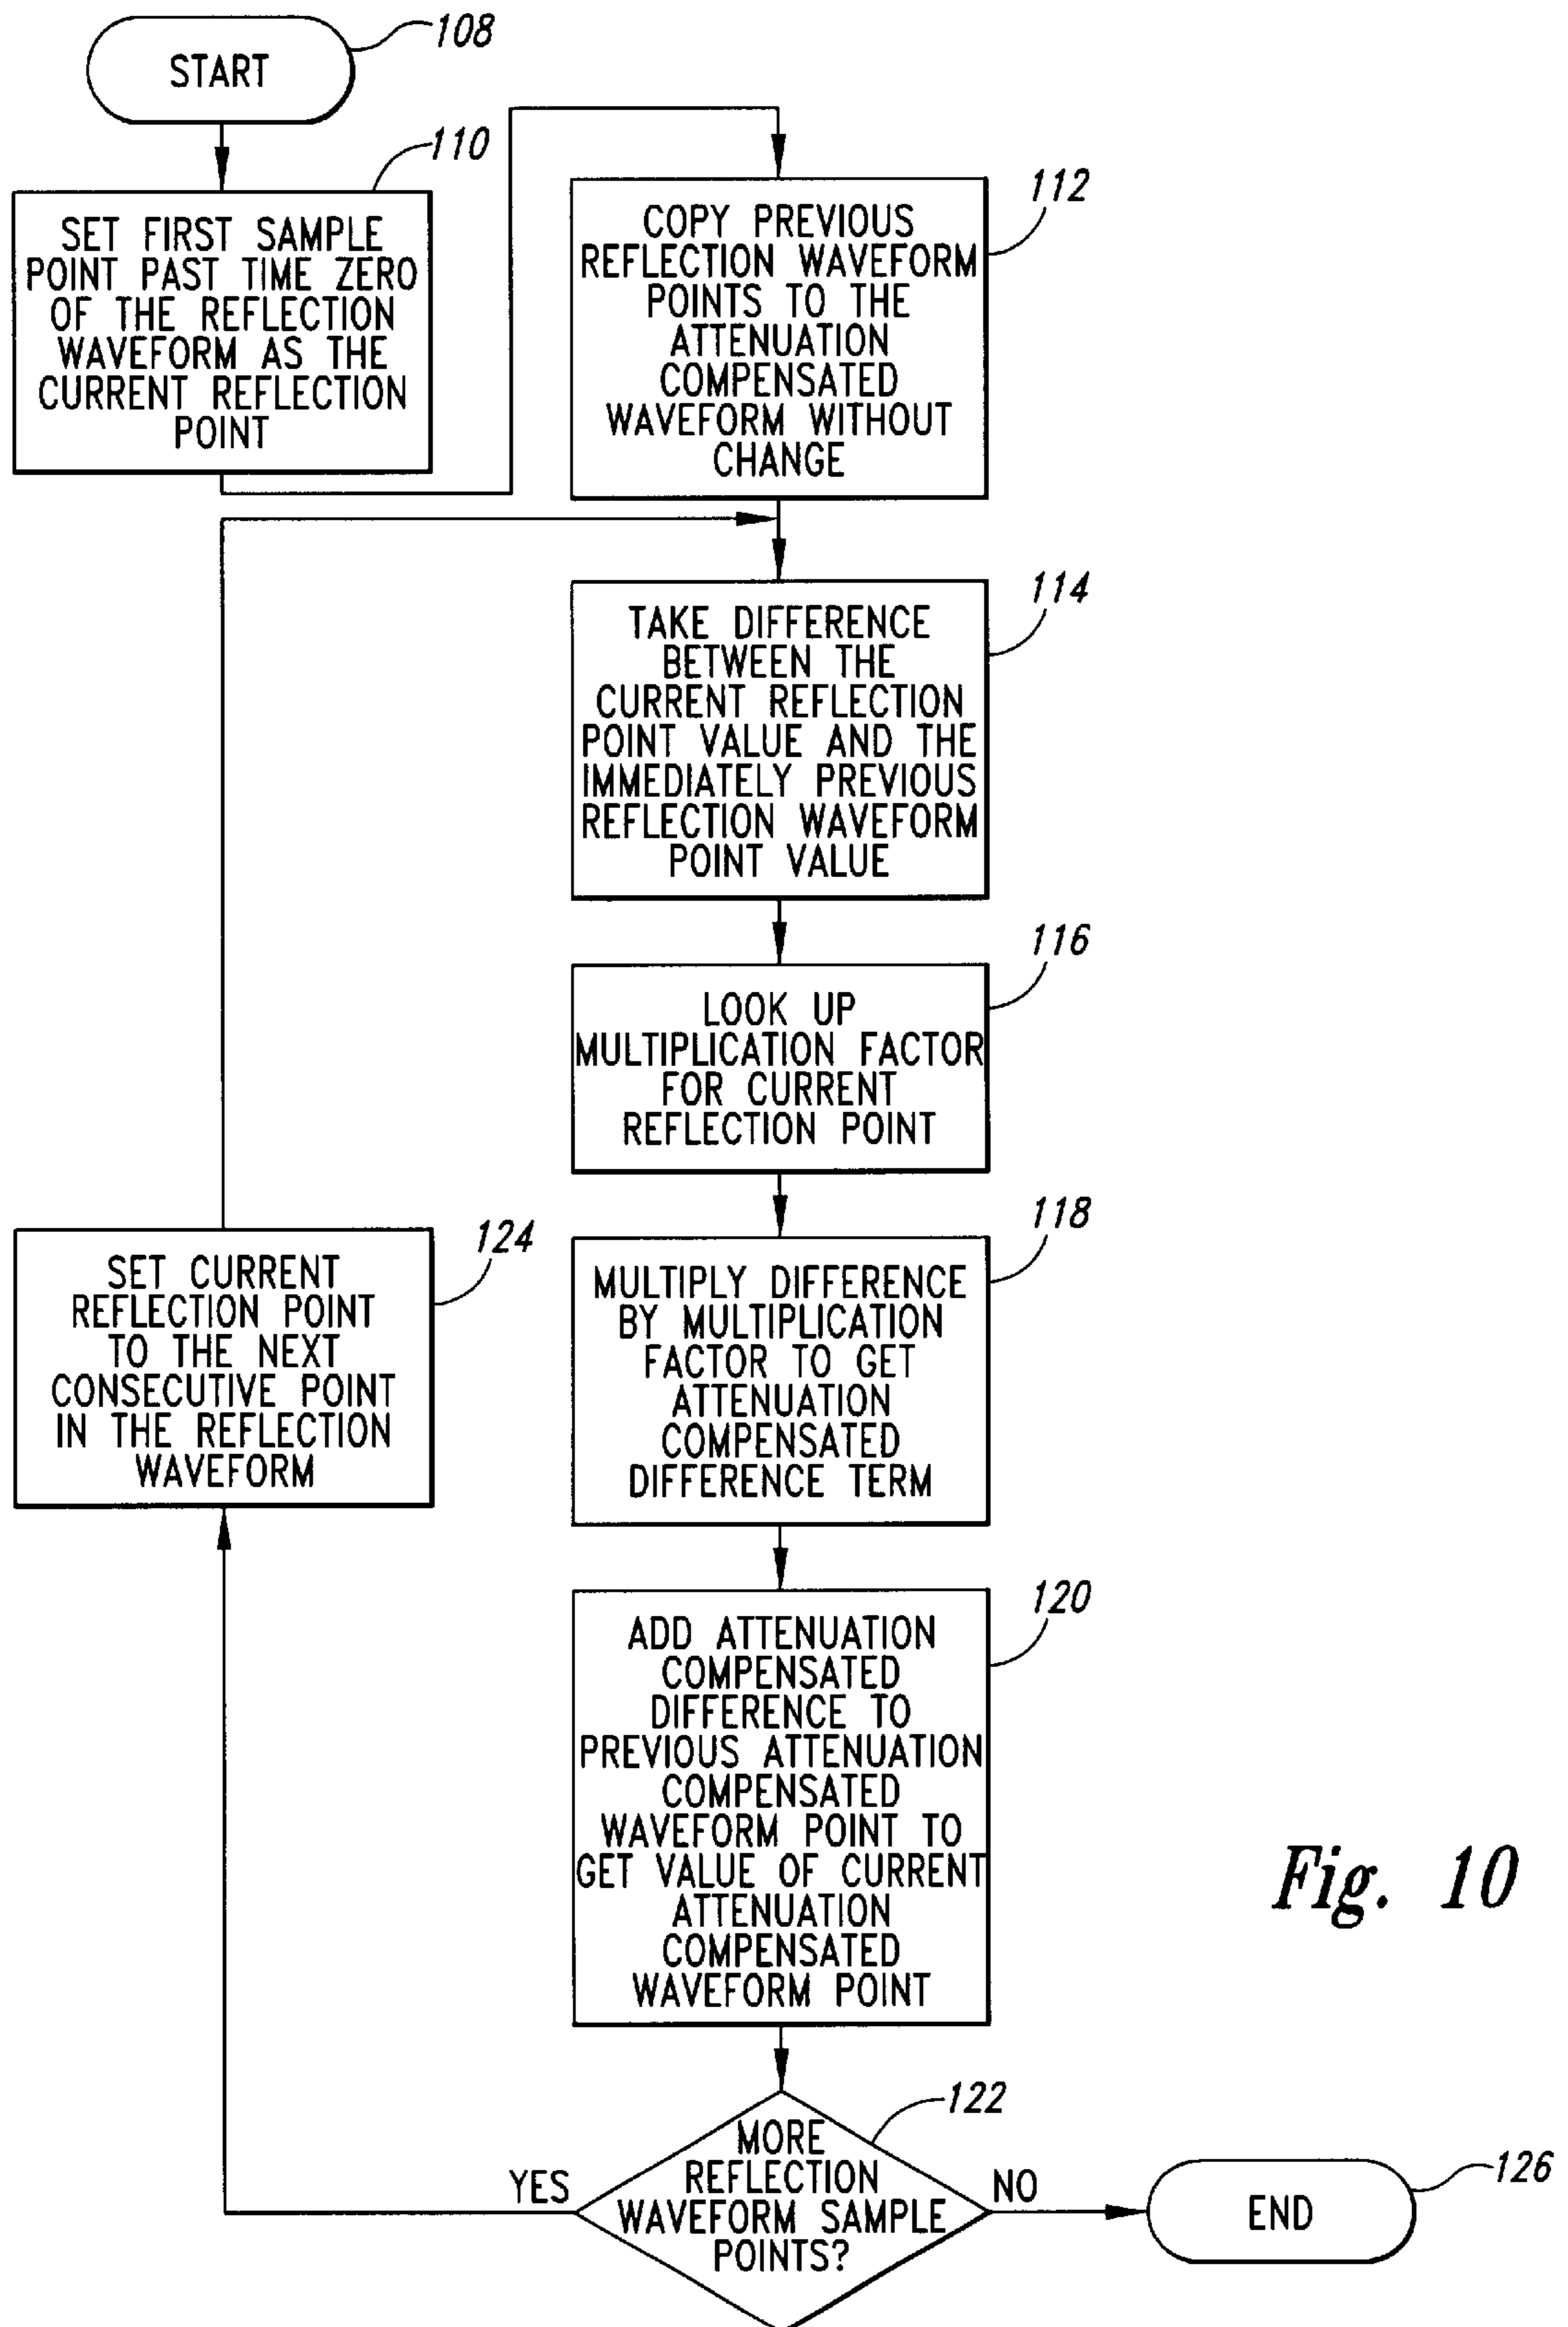 START
108
110
SET FIRST SAMPLE
POINT PAST TIME ZERO
OF THE REFLECTION
WAVEFORM AS THE
CURRENT REFLECTION
POINT
112
COPY PREVIOUS
REFLECTION WAVEFORM
POINTS TO THE
ATTENUATION
COMPENSATED
WAVEFORM WITHOUT
CHANGE
114
TAKE DIFFERENCE
BETWEEN THE
CURRENT REFLECTION
POINT VALUE AND THE
IMMEDIATELY PREVIOUS
REFLECTION WAVEFORM
POINT VALUE
116
LOOK UP
MULTIPLICATION FACTOR
FOR CURRENT
REFLECTION POINT
118
MULTIPLY DIFFERENCE
BY MULTIPLICATION
FACTOR TO GET
ATTENUATION
COMPENSATED
DIFFERENCE TERM
124
SET CURRENT
REFLECTION POINT
TO THE NEXT
CONSECUTIVE POINT
IN THE REFLECTION
WAVEFORM
120
ADD ATTENUATION
COMPENSATED
DIFFERENCE TO
PREVIOUS ATTENUATION
COMPENSATED
WAVEFORM POINT TO
GET VALUE OF CURRENT
ATTENUATION
COMPENSATED
WAVEFORM POINT
Fig. 10
122
MORE
REFLECTION
WAVEFORM SAMPLE
POINTS?
YES
NO
END
126